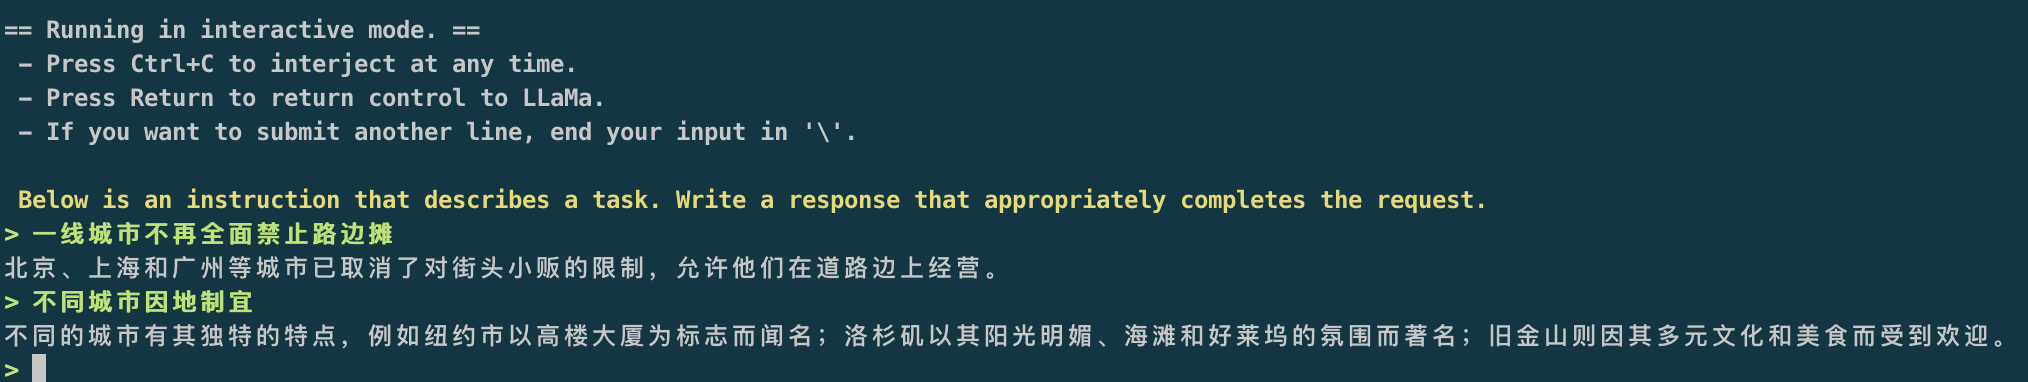 == Running in interactive mode. ==
 - Press Ctrl+C to interject at any time.
 - Press Return to return control to LLaMa.
 - If you want to submit another line, end your input in '\'.
 Below is an instruction that describes a task. Write a response that appropriately completes the request.
> 一线城市不再全面禁止路边摊
北京、上海和广州等城市已取消了对街头小贩的限制，允许他们在道路边上经营。
> 不同城市因地制宜
不同的城市有其独特的特点，例如纽约市以高楼大厦为标志而闻名；洛杉矶以其阳光明媚、海滩和好莱坞的氛围而著名；旧金山则因其多元文化和美食而受到欢迎。
>